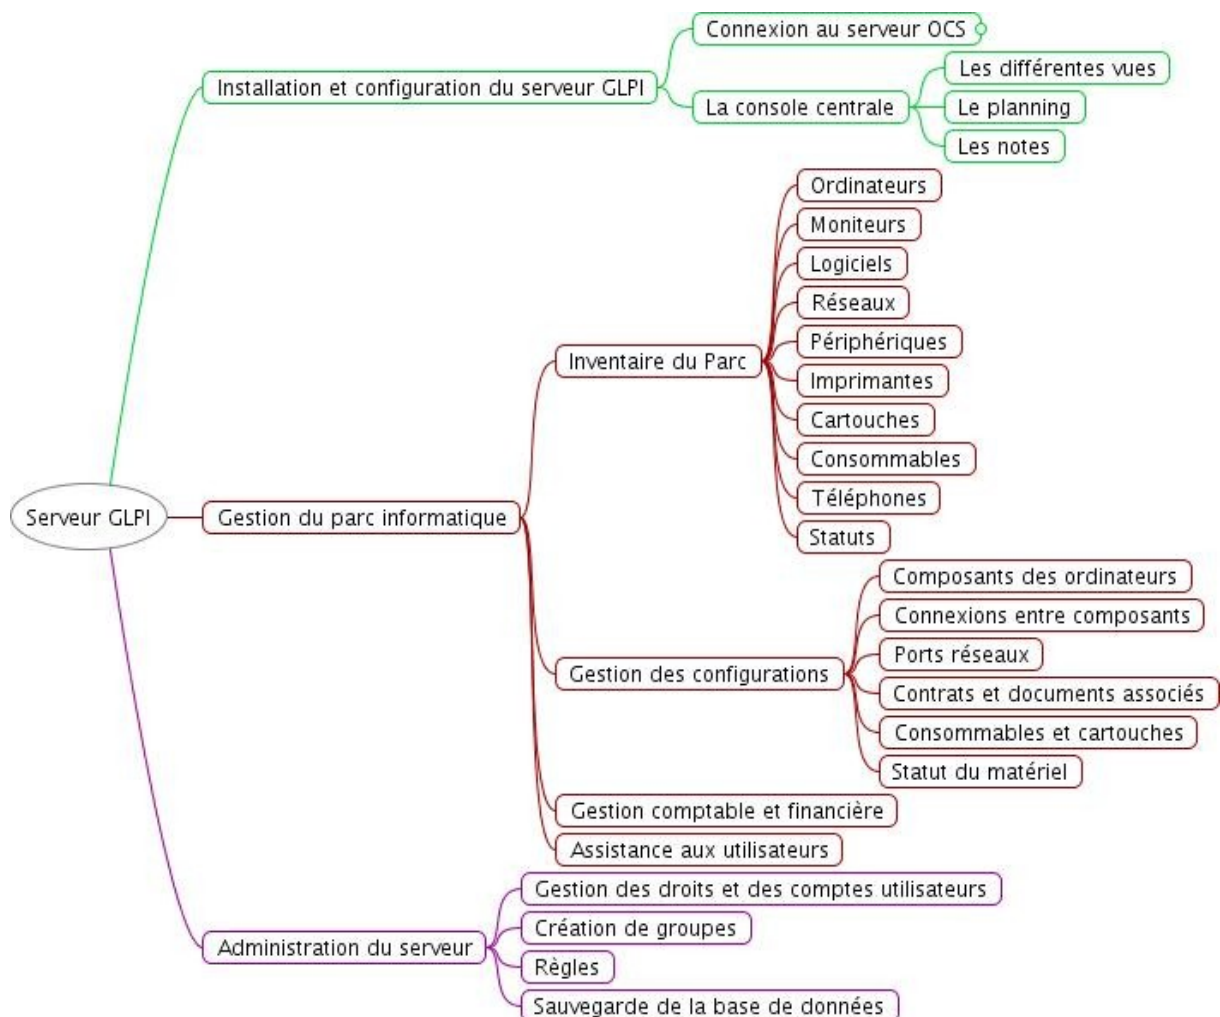 Serveur GLPI
Installation et configuration du serveur GLPI
Connexion au serveur OCS
La console centrale
Les différentes vues
Le planning
Les notes
Gestion du parc informatique
Inventaire du Parc
Ordinateurs
Moniteurs
Logiciels
Réseaux
Périphériques
Imprimantes
Cartouches
Consommables
Téléphones
Statuts
Gestion des configurations
Composants des ordinateurs
Connexions entre composants
Ports réseaux
Contrats et documents associés
Consommables et cartouches
Statut du matériel
Gestion comptable et financière
Assistance aux utilisateurs
Administration du serveur
Gestion des droits et des comptes utilisateurs
Création de groupes
Règles
Sauvegarde de la base de données